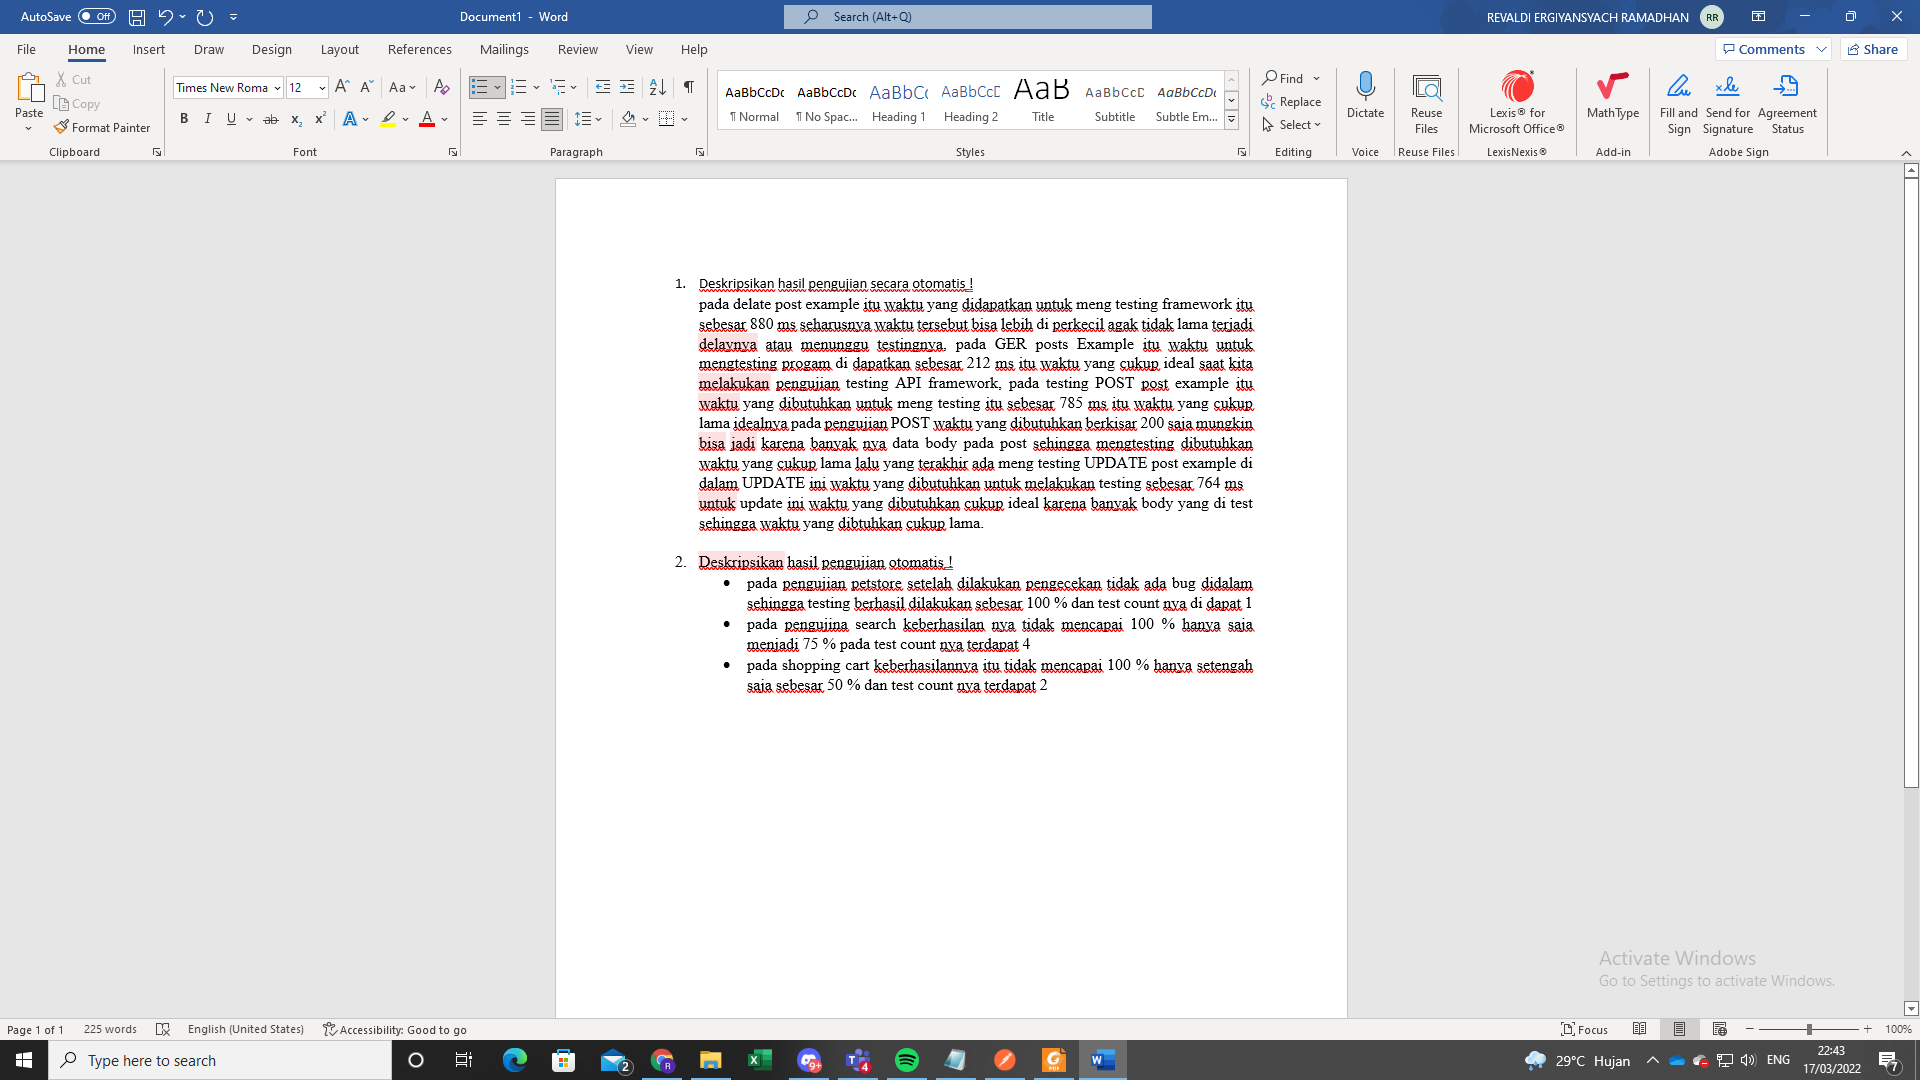 AutoSave Off
Document1 - Word
Search (Alt+Q)
REVALDI ERGIYANSYACH RAMADHAN RR
File Home Insert Draw Design Layout References Mailings Review View Help
Comments Share
Paste
Cut
Copy
Format Painter
Clipboard
Times New Roma 12
Font
Paragraph
AaBbCcDc AaBbCcDc AaBbCc AaBbCcD AaB AaBbCcD AaBbCcDc
¶ Normal ¶ No Spac... Heading 1 Heading 2 Title Subtitle Subtle Em...
Styles
Find
Replace
Select
Editing
Dictate
Voice
Reuse
Files
Reuse Files
Lexis® for
Microsoft Office®
LexisNexis®
MathType
Add-in
Fill and
Sign
Send for
Signature
Agreement
Status
Adobe Sign
1. Deskripsikan hasil pengujian secara otomatis !
pada delate post example itu waktu yang didapatkan untuk meng testing framework itu
sebesar 880 ms seharusnya waktu tersebut bisa lebih di perkecil agak tidak lama terjadi
delaynya atau menunggu testingnya, pada GER posts Example itu waktu untuk
mengtesting progam di dapatkan sebesar 212 ms itu waktu yang cukup ideal saat kita
melakukan pengujian testing API framework, pada testing POST post example itu
waktu yang dibutuhkan untuk meng testing itu sebesar 785 ms itu waktu yang cukup
lama idealnya pada pengujian POST waktu yang dibutuhkan berkisar 200 saja mungkin
bisa jadi karena banyak nya data body pada post sehingga mengtesting dibutuhkan
waktu yang cukup lama lalu yang terakhir ada meng testing UPDATE post example di
dalam UPDATE ini waktu yang dibutuhkan untuk melakukan testing sebesar 764 ms
untuk update ini waktu yang dibutuhkan cukup ideal karena banyak body yang di test
sehingga waktu yang dibtuhkan cukup lama.
2. Deskripsikan hasil pengujian otomatis !
• pada pengujian petstore setelah dilakukan pengecekan tidak ada bug didalam
sehingga testing berhasil dilakukan sebesar 100 % dan test count nya di dapat 1
• pada pengujina search keberhasilan nya tidak mencapai 100 % hanya saja
menjadi 75 % pada test count nya terdapat 4
• pada shopping cart keberhasilannya itu tidak mencapai 100 % hanya setengah
saja sebesar 50 % dan test count nya terdapat 2
Activate Windows
Go to Settings to activate Windows.
Page 1 of 1 225 words English (United States) Accessibility: Good to go
Focus 100%
Type here to search
29°C Hujan ENG
22:43
17/03/2022